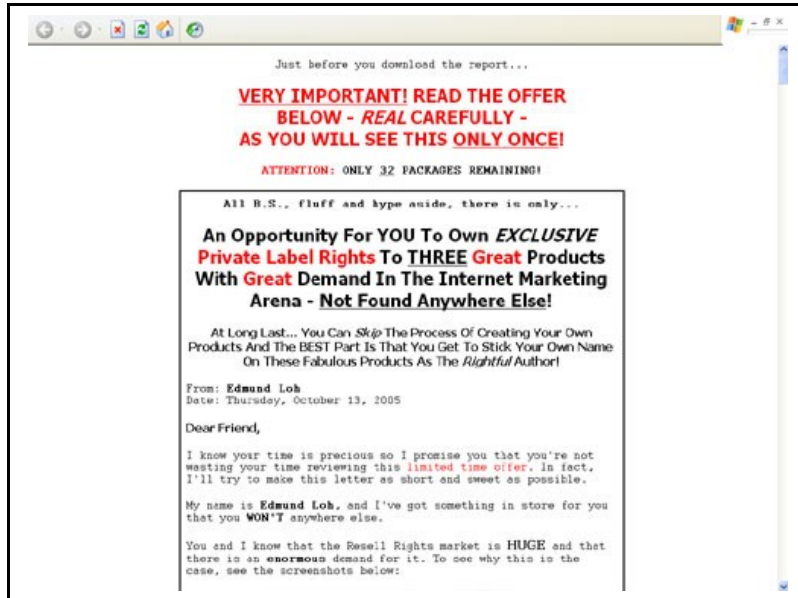 Just before you download the report...
VERY IMPORTANT! READ THE OFFER
BELOW - REAL CAREFULLY -
AS YOU WILL SEE THIS ONLY ONCE!
ATTENTION: ONLY 32 PACKAGES REMAINING!
All B.S., fluff and hype aside, there is only...
An Opportunity For YOU To Own EXCLUSIVE
Private Label Rights To THREE Great Products
With Great Demand In The Internet Marketing
Arena - Not Found Anywhere Else!
At Long Last... You Can Skip The Process Of Creating Your Own
Products And The BEST Part Is That You Get To Stick Your Own Name
On These Fabulous Products As The Rightful Author!
From: Edmund Loh
Date: Thursday, October 13, 2005
Dear Friend,
I know your time is precious so I promise you that you're not
wasting your time reviewing this limited time offer. In fact,
I'll try to make this letter as short and sweet as possible.
My name is Edmund Loh, and I've got something in store for you
that you WON'T anywhere else.
You and I know that the Resell Rights market is HUGE and that
there is an enormous demand for it. To see why this is the
case, see the screenshots below: